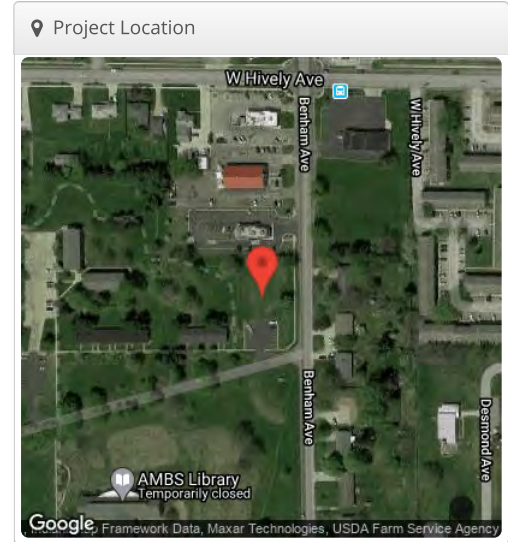 Project Location
W Hively Ave
Benham Ave
W Hively Ave
Benham Ave
Desmond Ave
AMBS Library
Temporarily closed
Google
Framework Data, Maxar Technologies, USDA Farm Service Agency